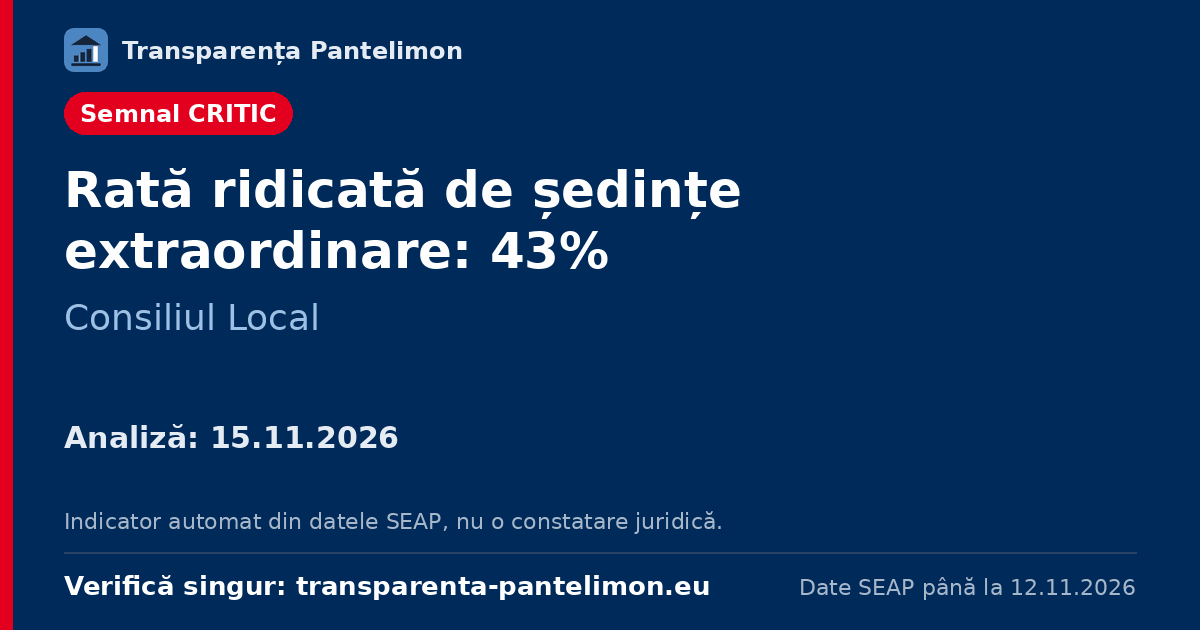 Transparența Pantelimon
Semnal CRITIC
Rată ridicată de ședințe
extraordinare: 43%
Consiliul Local
Analiză: 15.11.2026
Indicator automat din datele SEAP, nu o constatare juridică.
Verifică singur: transparenta-pantelimon.eu
Date SEAP până la 12.11.2026